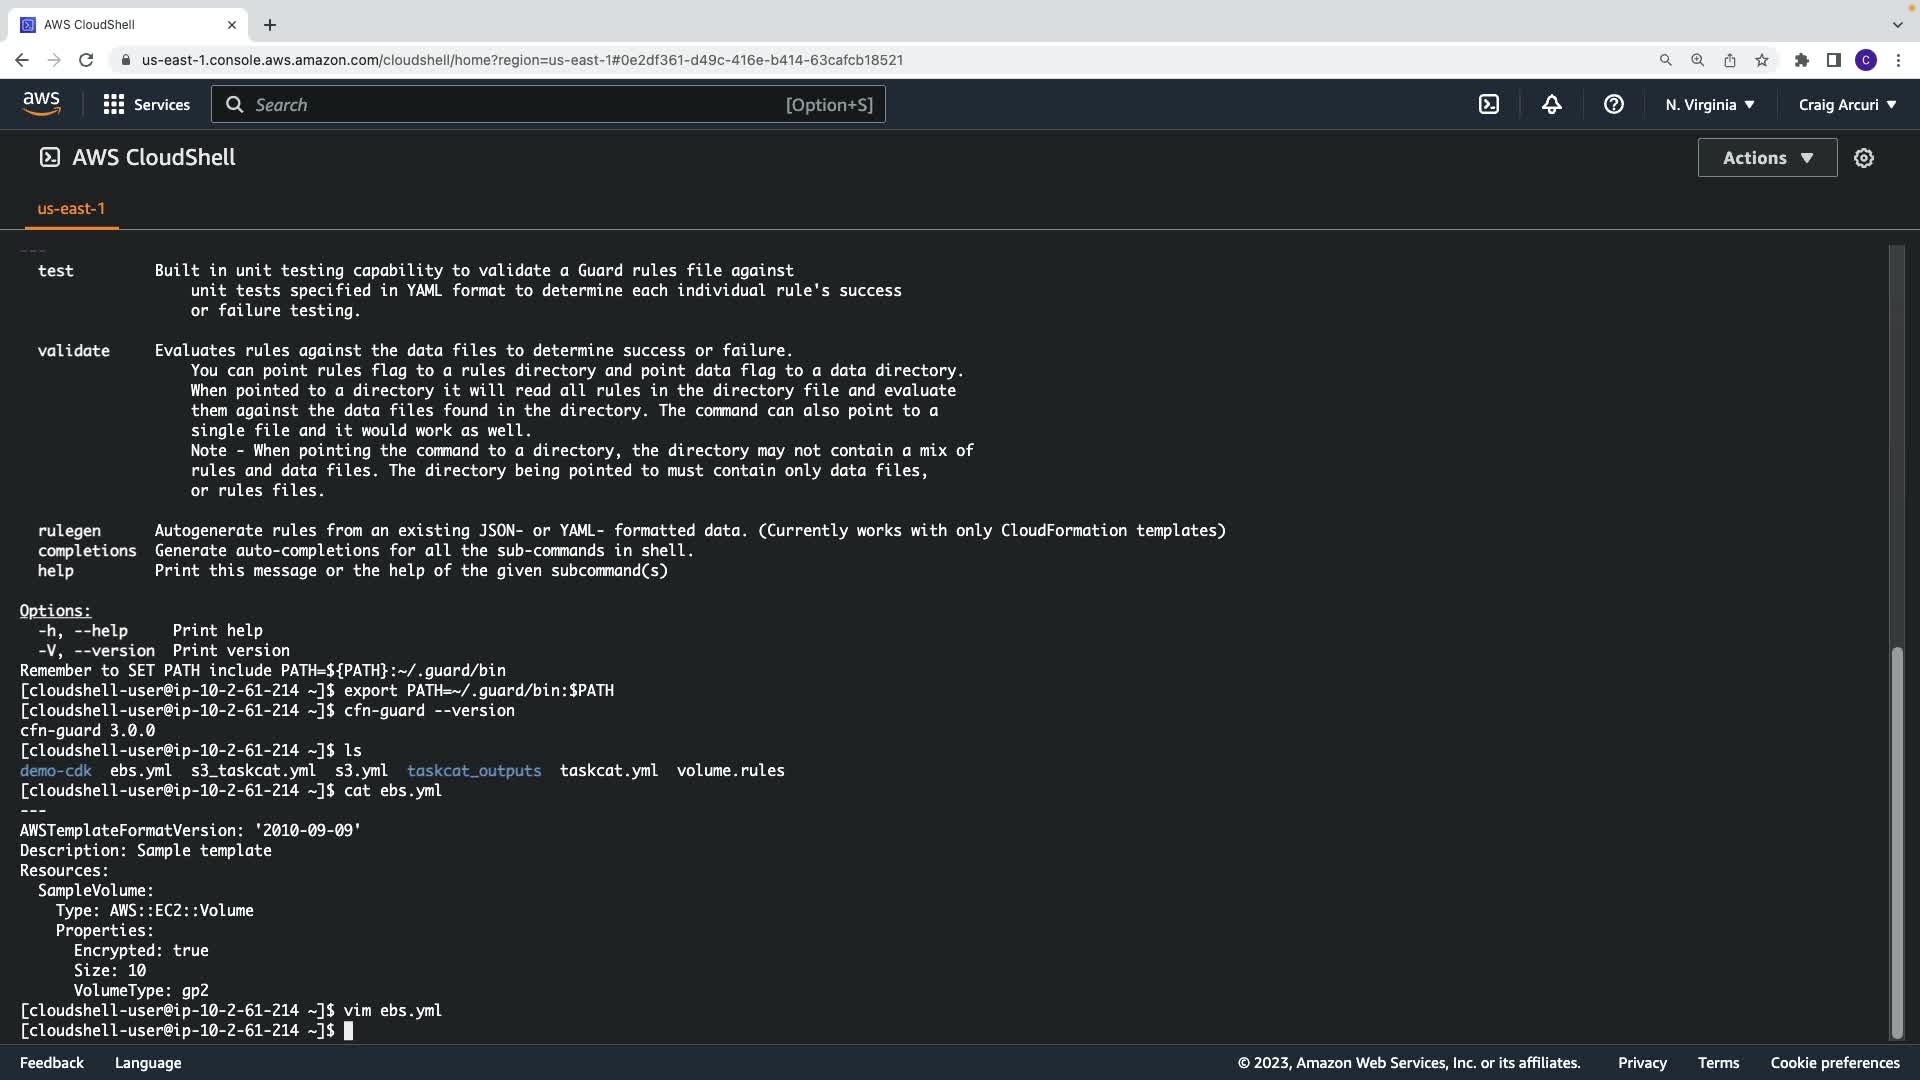 AWS CloudShell
us-east-1.console.aws.amazon.com/cloudshell/home?region=us-east-1#0e2df361-d49c-416e-b414-63cafcb18521
C
aws
Services
Search
[Option+S]
N. Virginia
Craig Arcuri
AWS CloudShell
Actions
us-east-1
test Built in unit testing capability to validate a Guard rules file against
unit tests specified in YAML format to determine each individual rule's success
or failure testing.
validate Evaluates rules against the data files to determine success or failure.
You can point rules flag to a rules directory and point data flag to a data directory.
When pointed to a directory it will read all rules in the directory file and evaluate
them against the data files found in the directory. The command can also point to a
single file and it would work as well.
Note - When pointing the command to a directory, the directory may not contain a mix of
rules and data files. The directory being pointed to must contain only data files,
or rules files.
rulegen Autogenerate rules from an existing JSON- or YAML- formatted data. (Currently works with only CloudFormation templates)
completions Generate auto-completions for all the sub-commands in shell.
help Print this message or the help of the given subcommand(s)
Options:
-h, --help Print help
-V, --version Print version
Remember to SET PATH include PATH=${PATH}:~/.guard/bin
[cloudshell-user@ip-10-2-61-214 ~]$ export PATH=~/.guard/bin:$PATH
[cloudshell-user@ip-10-2-61-214 ~]$ cfn-guard --version
cfn-guard 3.0.0
[cloudshell-user@ip-10-2-61-214 ~]$ ls
demo-cdk ebs.yml s3_taskcat.yml s3.yml taskcat_outputs taskcat.yml volume.rules
[cloudshell-user@ip-10-2-61-214 ~]$ cat ebs.yml
---
AWSTemplateFormatVersion: '2010-09-09'
Description: Sample template
Resources:
SampleVolume:
Type: AWS::EC2::Volume
Properties:
Encrypted: true
Size: 10
VolumeType: gp2
[cloudshell-user@ip-10-2-61-214 ~]$ vim ebs.yml
[cloudshell-user@ip-10-2-61-214 ~]$
Feedback
Language
© 2023, Amazon Web Services, Inc. or its affiliates.
Privacy
Terms
Cookie preferences